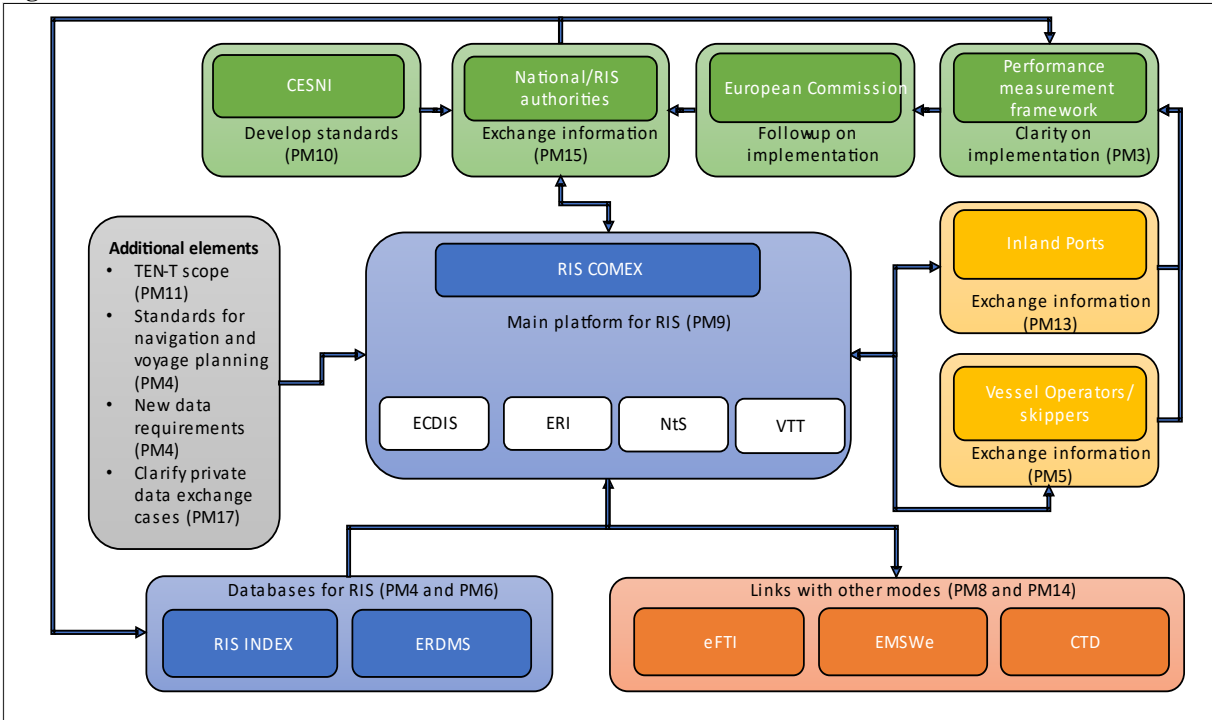 CESNI
Develop standards
(PM10)
National/RIS
authorities
Exchange information
(PM15)
European Commission
Followup on
implementation
Performance
measurement
framework
Clarity on
implementation (PM3)
Additional elements
• TEN-T scope
(PM11)
• Standards for
navigation and
voyage planning
(PM4)
• New data
requirements
(PM4)
• Clarify private
data exchange
cases (PM17)
RIS COMEX
Main platform for RIS (PM9)
ECDIS
ERI
NtS
VTT
Inland Ports
Exchange information
(PM13)
Vessel Operators/
skippers
Exchange information
(PM5)
Databases for RIS (PM4 and PM6)
RIS INDEX
ERDMS
Links with other modes (PM8 and PM14)
eFTI
EMSWe
CTD